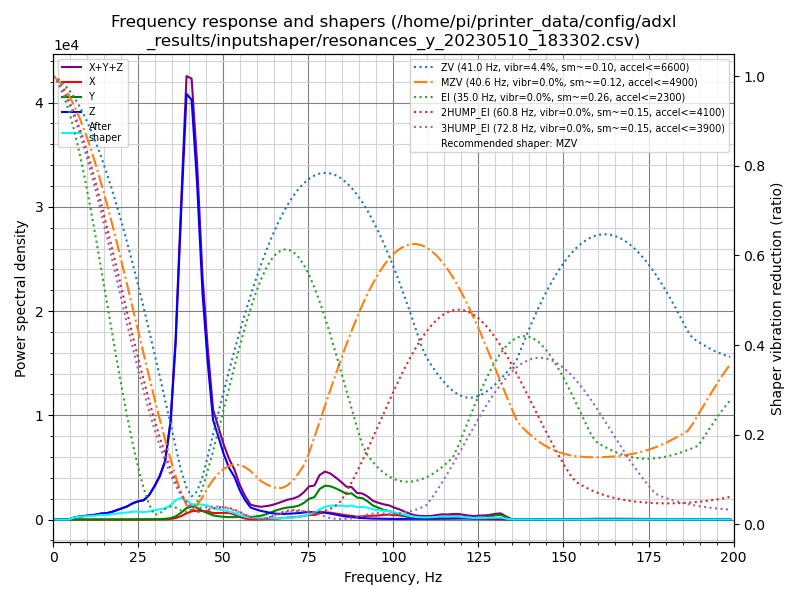 Frequency response and shapers (/home/pi/printer_data/config/adxl
_results/inputshaper/resonances_y_20230510_183302.csv)
1e4
X+Y+Z
X
Y
Z
After
shaper
ZV (41.0 Hz, vibr=4.4%, sm~=0.10, accel<=6600)
MZV (40.6 Hz, vibr=0.0%, sm~=0.12, accel<=4900)
EI (35.0 Hz, vibr=0.0%, sm~=0.26, accel<=2300)
2HUMP_EI (60.8 Hz, vibr=0.0%, sm~=0.15, accel<=4100)
3HUMP_EI (72.8 Hz, vibr=0.0%, sm~=0.15, accel<=3900)
Recommended shaper: MZV
Power spectral density
4
3
2
1
0
1.0
0.8
0.6
0.4
0.2
0.0
Shaper vibration reduction (ratio)
0 25 50 75 100 125 150 175 200
Frequency, Hz